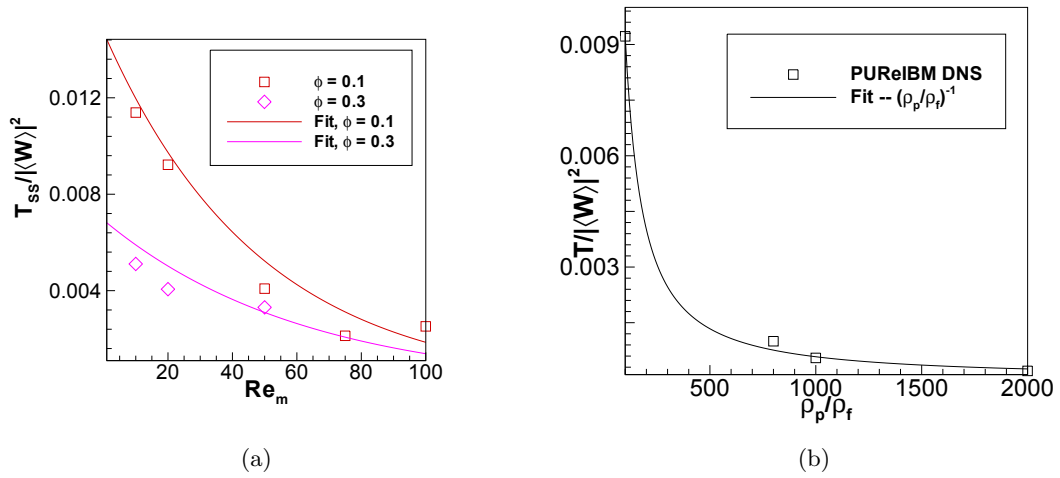 T_ss/|⟨W⟩|²
0.012
0.008
0.004
20
40
60
80
100
Re_m
ϕ = 0.1
ϕ = 0.3
Fit, ϕ = 0.1
Fit, ϕ = 0.3
(a)
T/|⟨W⟩|²
0.009
0.006
0.003
500
1000
1500
2000
ρ_p/ρ_f
PUReIBM DNS
Fit -- (ρ_p/ρ_f)⁻¹
(b)